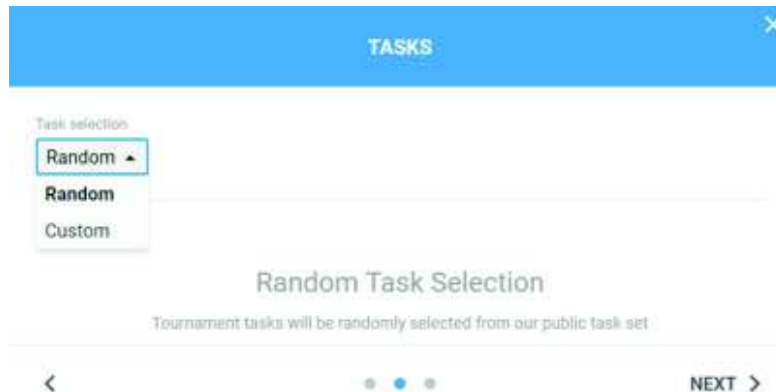 TASKS
Task selection
Random
Random
Custom
Random Task Selection
Tournament tasks will be randomly selected from our public task set
NEXT